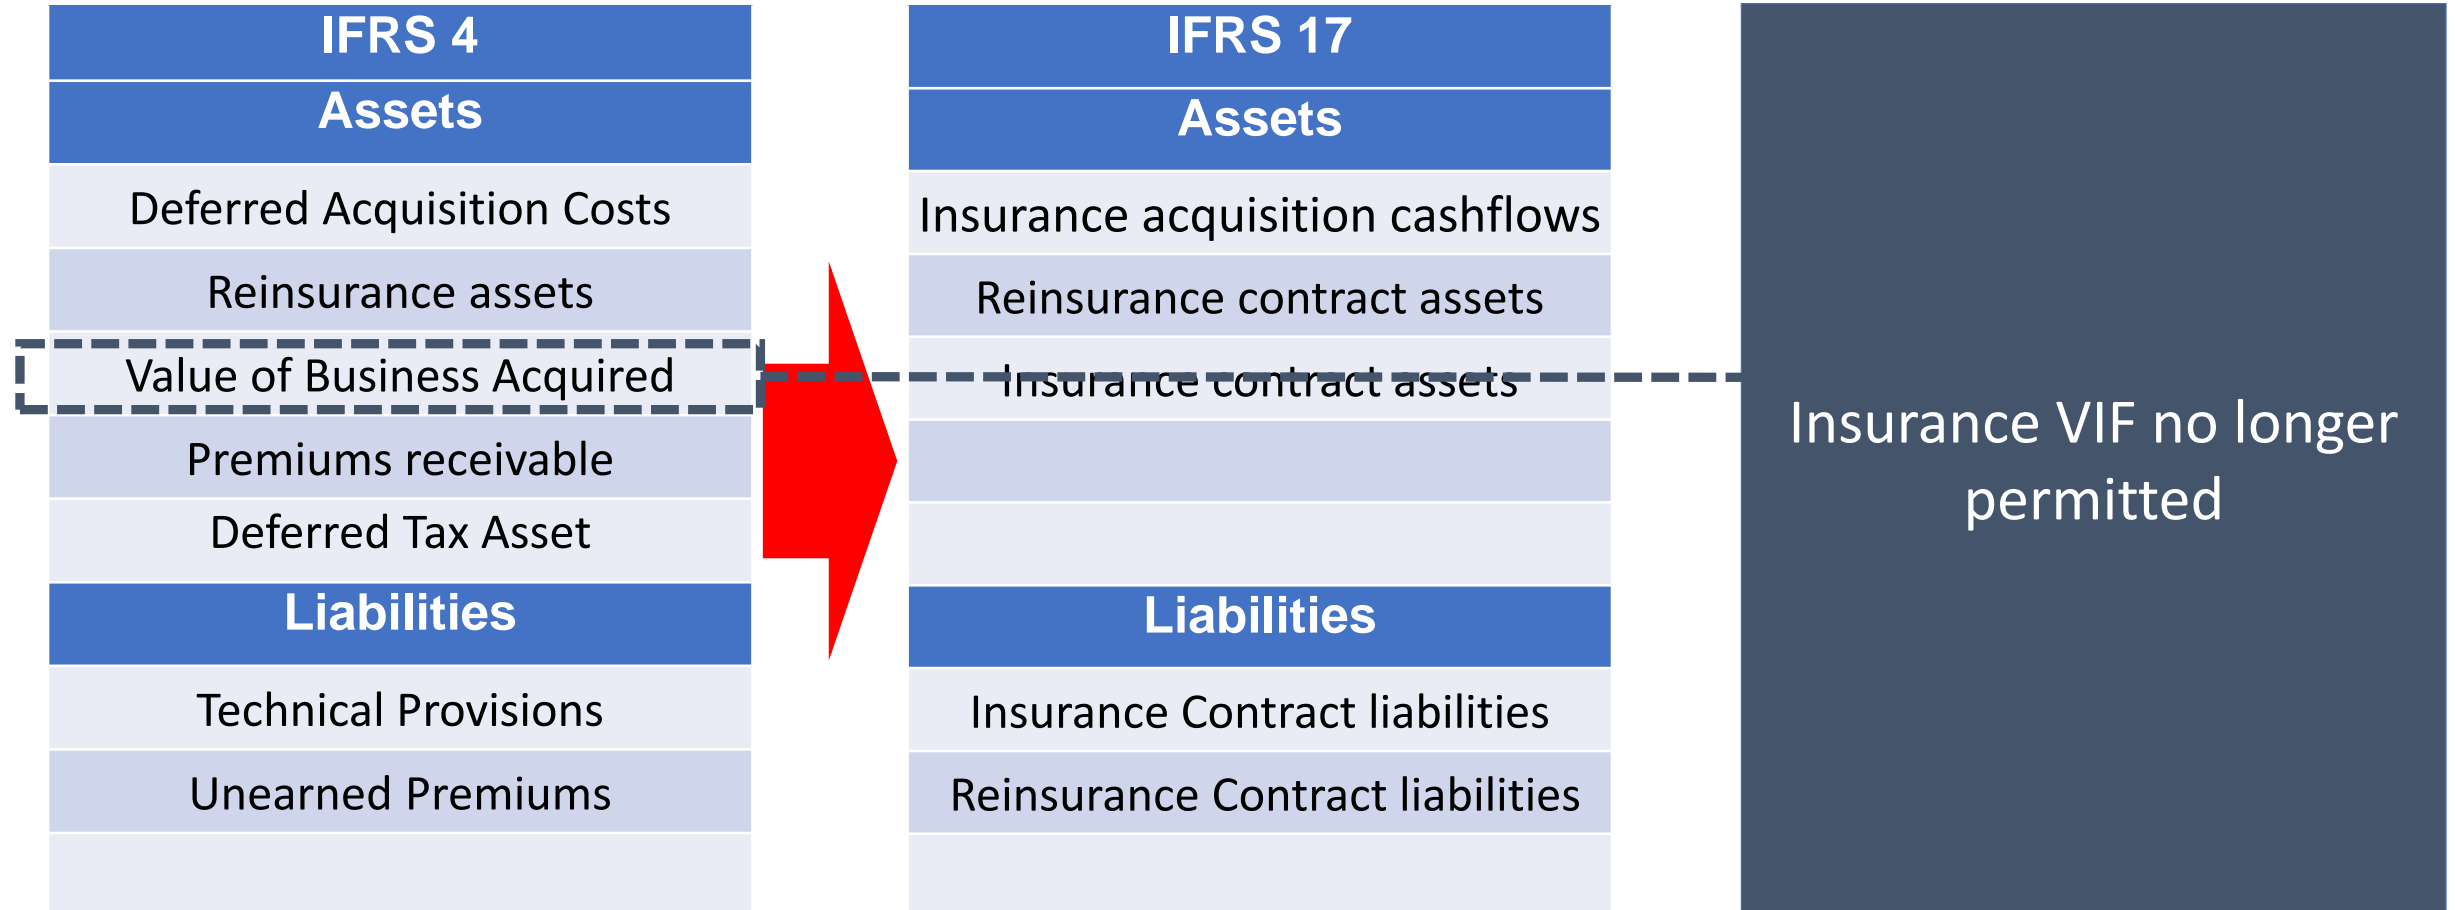 IFRS 4
Assets
Deferred Acquisition Costs
Reinsurance assets
Value of Business Acquired
Premiums receivable
Deferred Tax Asset
Liabilities
Technical Provisions
Unearned Premiums
IFRS 17
Assets
Insurance acquisition cashflows
Reinsurance contract assets
Insurance contract assets
Liabilities
Insurance Contract liabilities
Reinsurance Contract liabilities
Insurance VIF no longer
permitted